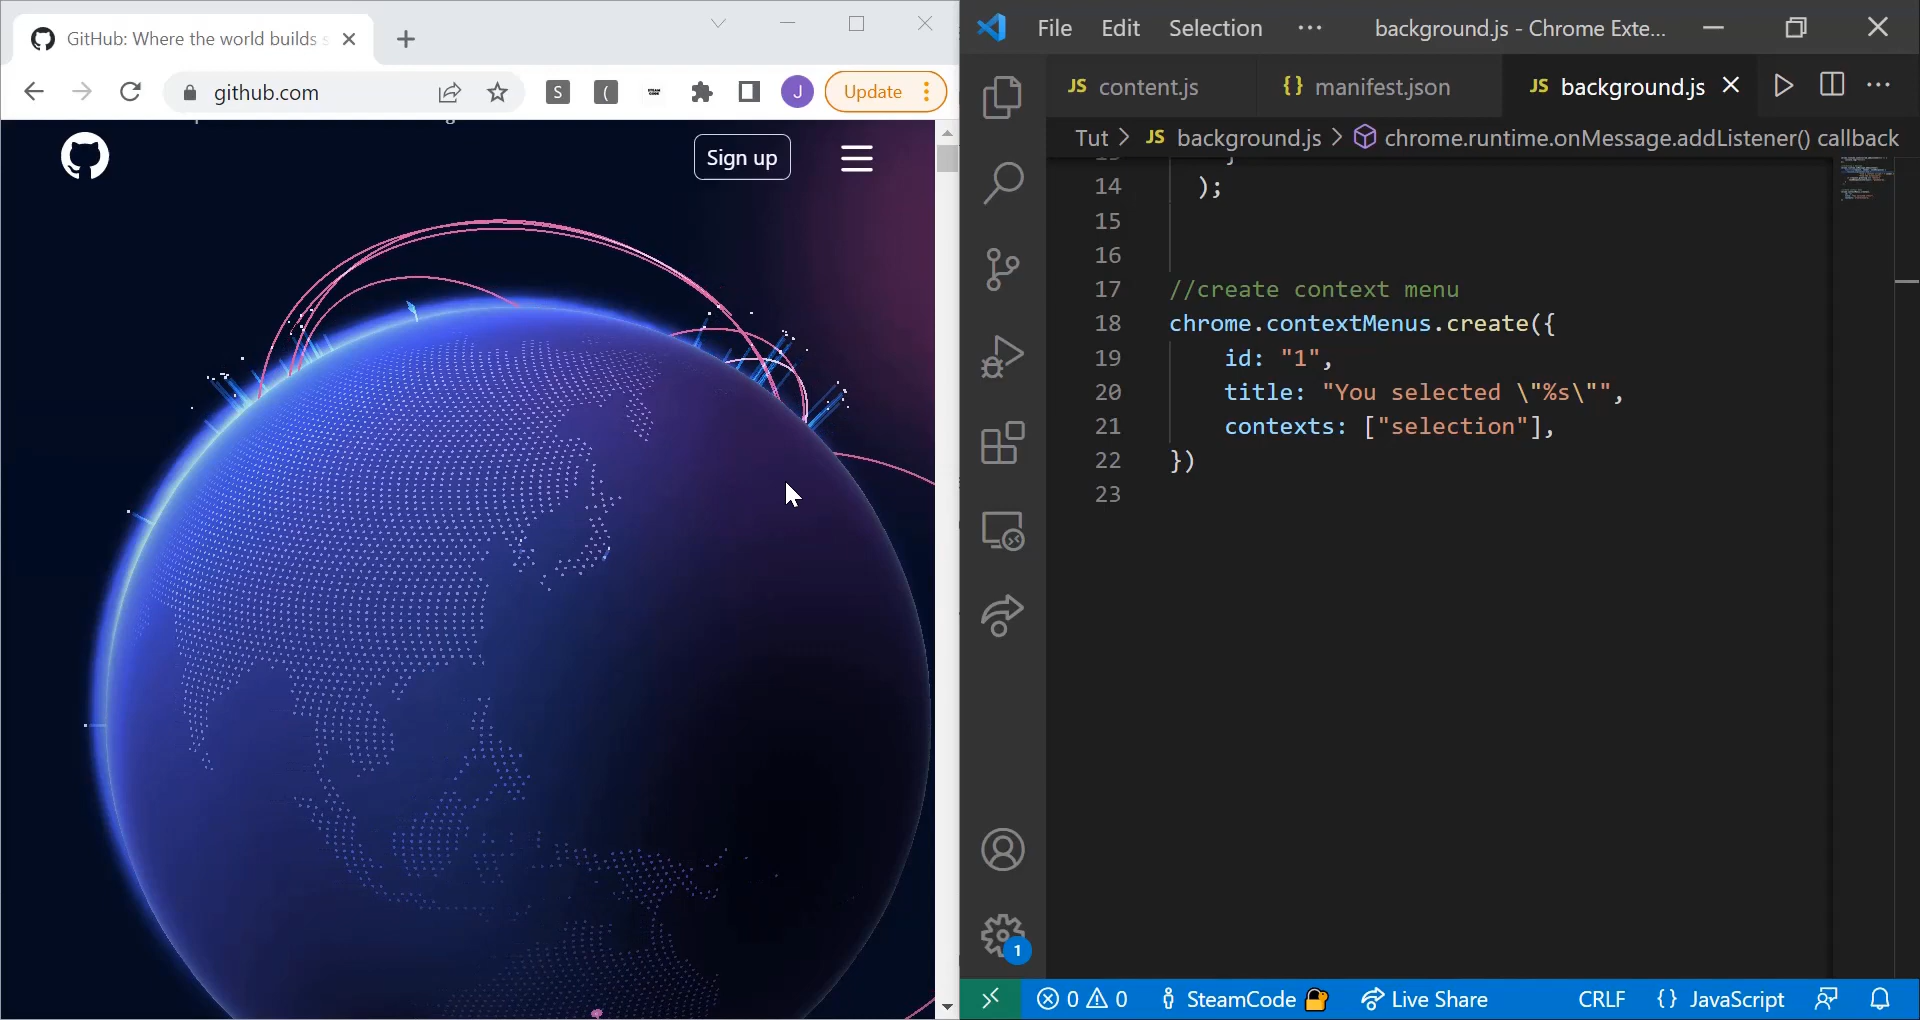 GitHub: Where the world builds s
github.com
S
(
J
Update
Sign up
File Edit Selection ··· background.js - Chrome Exte...
JS content.js
{} manifest.json
JS background.js
Tut > JS background.js > chrome.runtime.onMessage.addListener() callback
14 );
15
16
17 //create context menu
18 chrome.contextMenus.create({
19 id: "1",
20 title: "You selected \"%s\"",
21 contexts: ["selection"],
22 })
23
1
0 0 SteamCode Live Share CRLF {} JavaScript